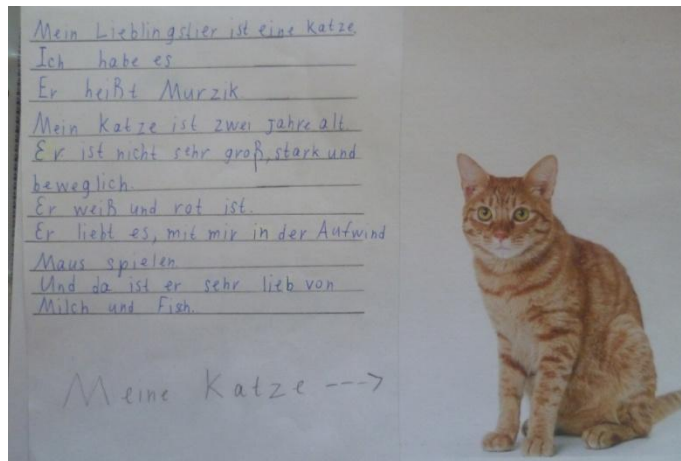 Mein Lieblingstier ist eine Katze.
Ich habe es
Er heißt Murzik
Mein Katze ist zwei jahre alt
Er ist nicht sehr groß, stark und
beweglich.
Er weiß und rot ist.
Er liebt es, mit mir in der Aufwind
Maus spielen
Und da ist er sehr lieb von
Milch und Fish.
Meine Katze --->